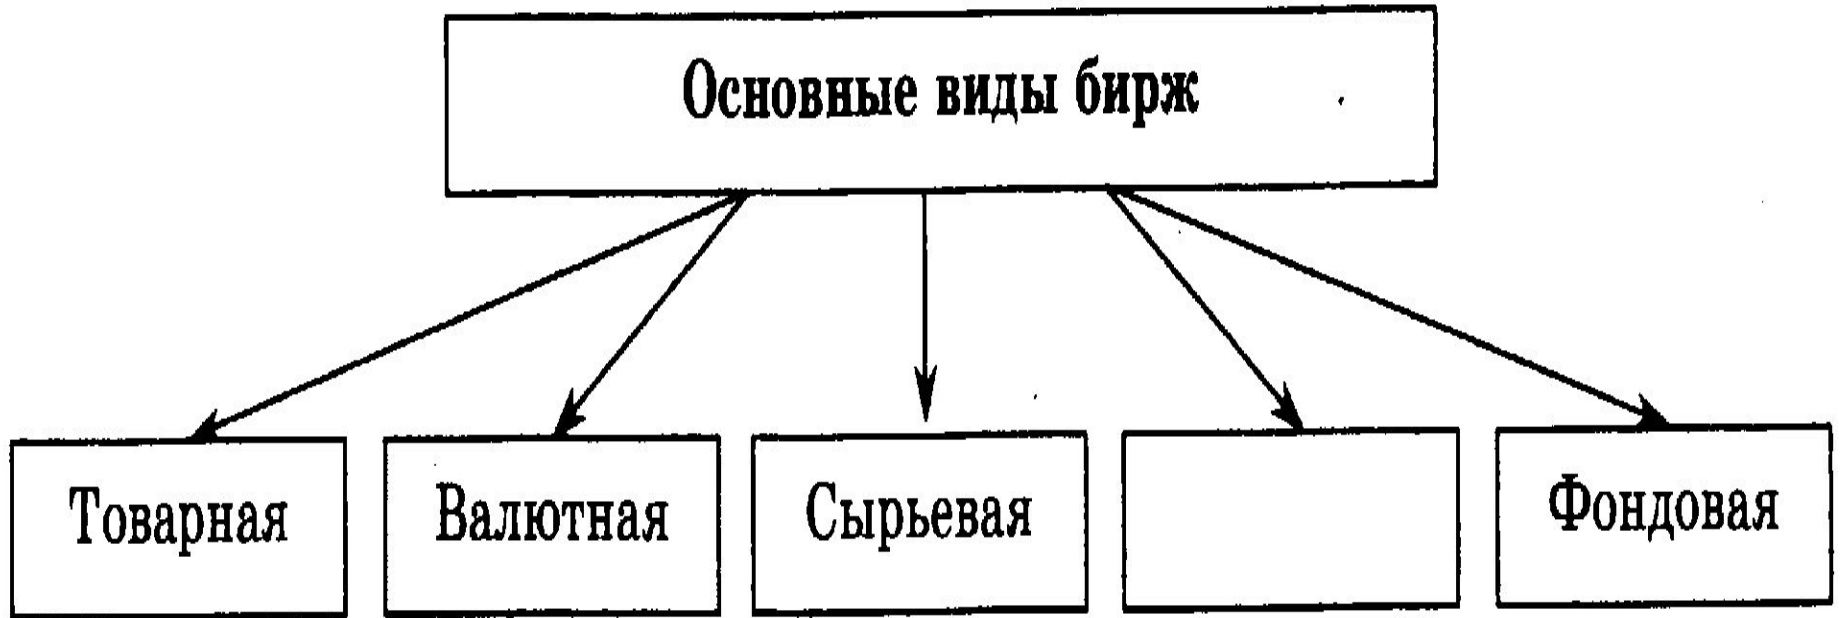 Основные виды бирж
Товарная
Валютная
Сырьевая
Фондовая